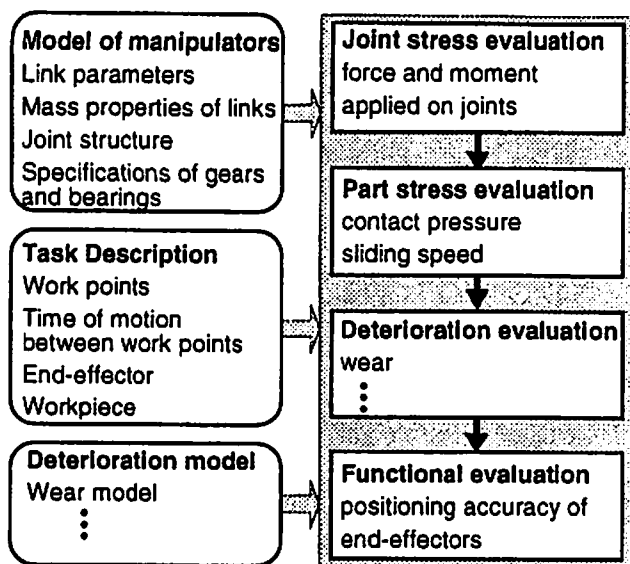 Model of manipulators
Link parameters
Mass properties of links
Joint structure
Specifications of gears
and bearings
Task Description
Work points
Time of motion
between work points
End-effector
Workpiece
Deterioration model
Wear model
Joint stress evaluation
force and moment
applied on joints
Part stress evaluation
contact pressure
sliding speed
Deterioration evaluation
wear
Functional evaluation
positioning accuracy of
end-effectors